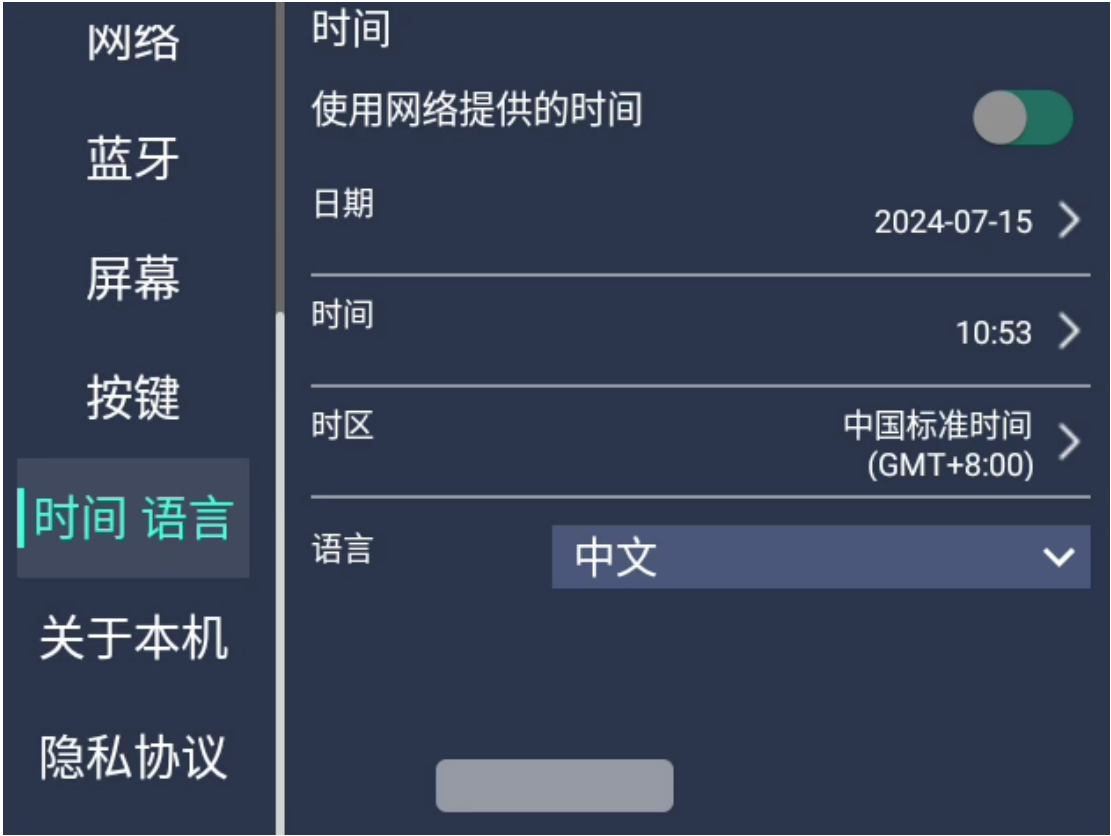 网络
蓝牙
屏幕
按键
时间 语言
关于本机
隐私协议
时间
使用网络提供的时间
日期
2024-07-15
时间
10:53
时区
中国标准时间
(GMT+8:00)
语言
中文